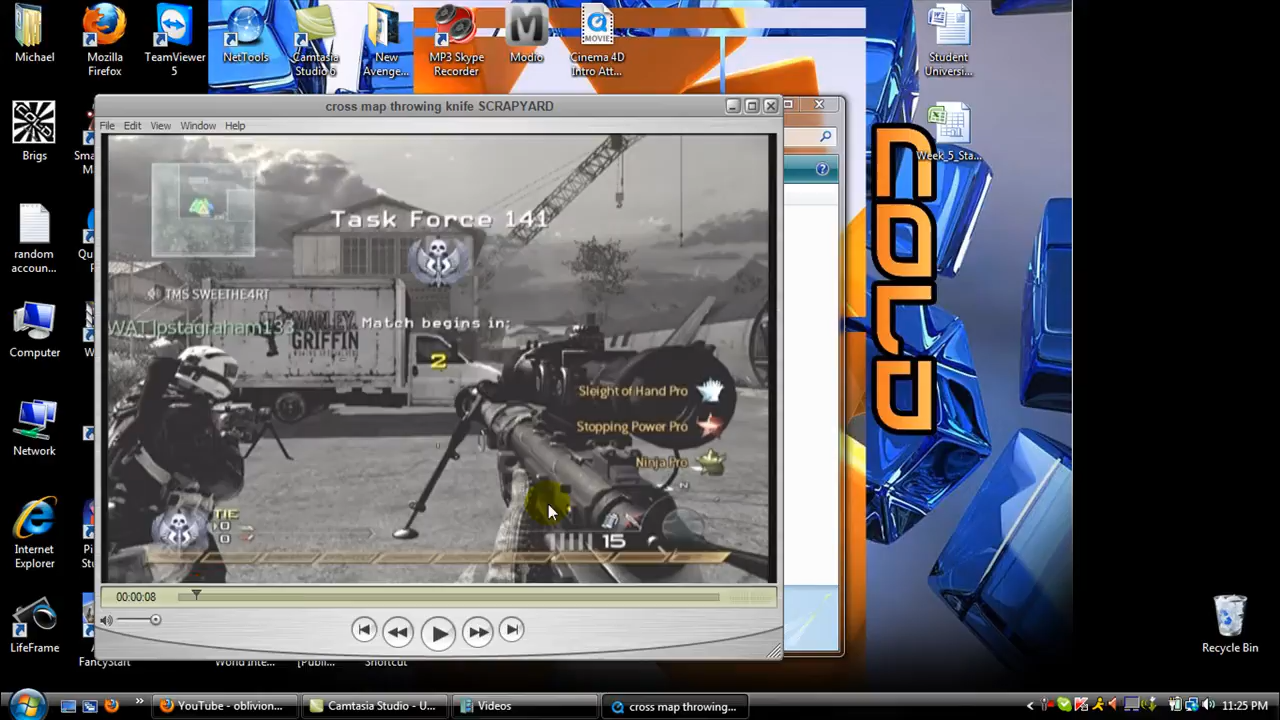 Michael
Mozilla
Firefox
TeamViewer
5
NetTools
Camtasia
Studio 6
New
Avenge...
MP3 Skype
Recorder
Modio
MOVIE
Cinema 4D
Intro Att...
Student
Universi...
Week_5_Sta...
COLD
Brigs
random
accoun...
Computer
Network
Internet
Explorer
LifeFrame
FancyStart
Shortcut
Recycle Bin
cross map throwing knife SCRAPYARD
File Edit View Window Help
Task Force 141
TMS SWEETHE4RT
Match begins in:
2
GRIFFIN
Sleight of Hand Pro
Stopping Power Pro
Ninja Pro
N
TIE
0
0
15
00:00:08
YouTube - oblivion...
Camtasia Studio - U...
Videos
cross map throwing...
11:25 PM